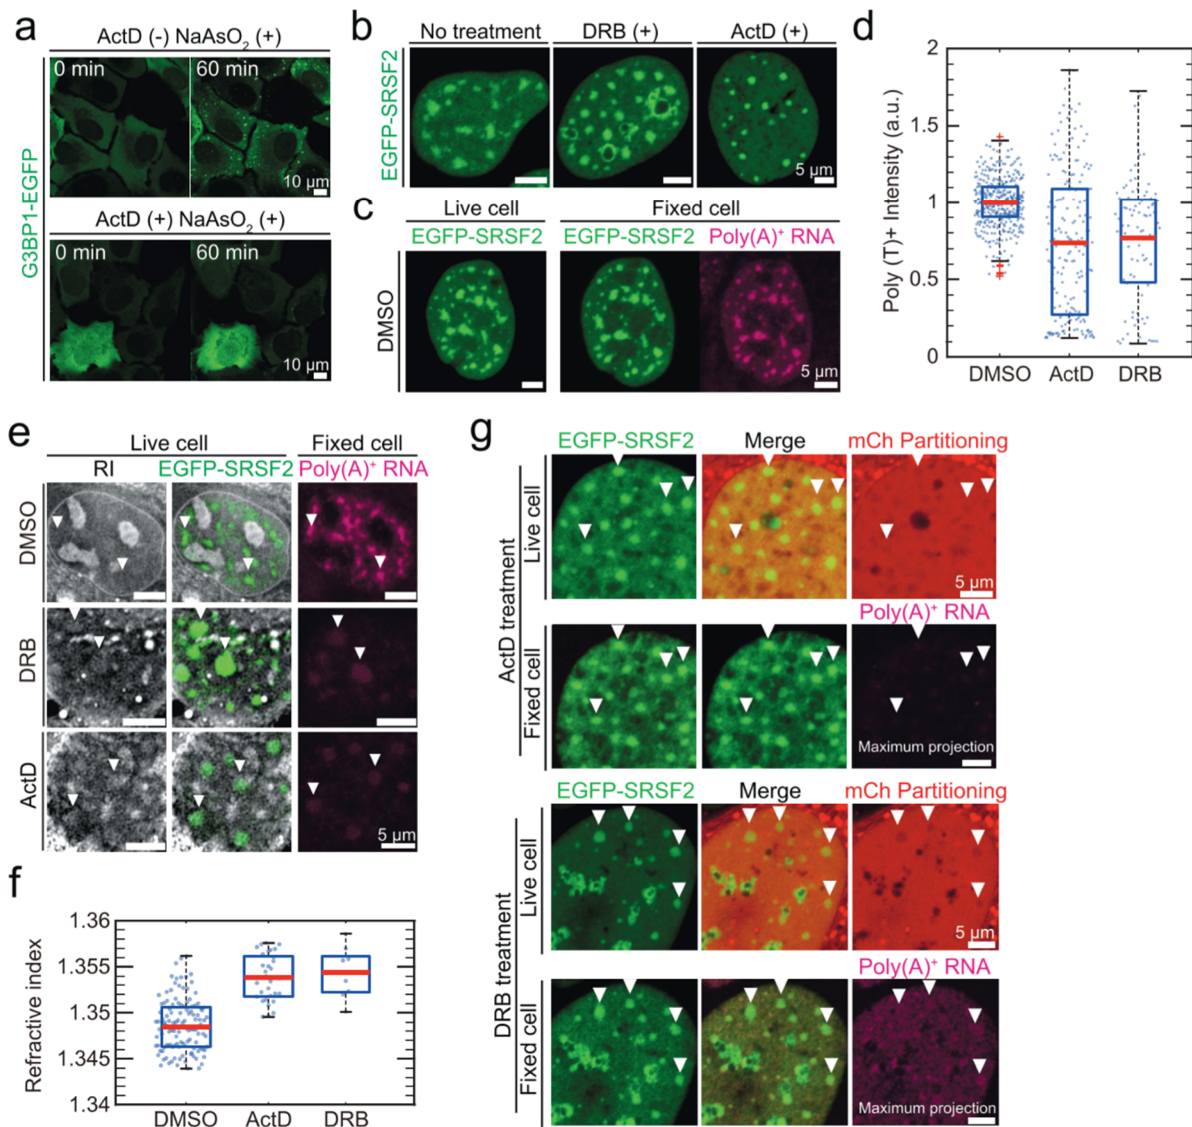 a
ActD (-) NaAsO2 (+)
G3BP1-EGFP
0 min
60 min
10 μm
ActD (+) NaAsO2 (+)
0 min
60 min
10 μm
b
No treatment
DRB (+)
ActD (+)
EGFP-SRSF2
5 μm
c
Live cell
Fixed cell
EGFP-SRSF2
EGFP-SRSF2
Poly(A)+ RNA
DMSO
5 μm
d
Poly (T)+ Intensity (a.u.)
2
1.5
1
0.5
0
DMSO
ActD
DRB
e
Live cell
Fixed cell
RI
EGFP-SRSF2
Poly(A)+ RNA
DMSO
DRB
ActD
5 μm
f
Refractive index
1.36
1.355
1.35
1.345
1.34
DMSO
ActD
DRB
g
EGFP-SRSF2
Merge
mCh Partitioning
ActD treatment
Live cell
5 μm
Poly(A)+ RNA
Fixed cell
Maximum projection
EGFP-SRSF2
Merge
mCh Partitioning
DRB treatment
Live cell
5 μm
Poly(A)+ RNA
Fixed cell
Maximum projection